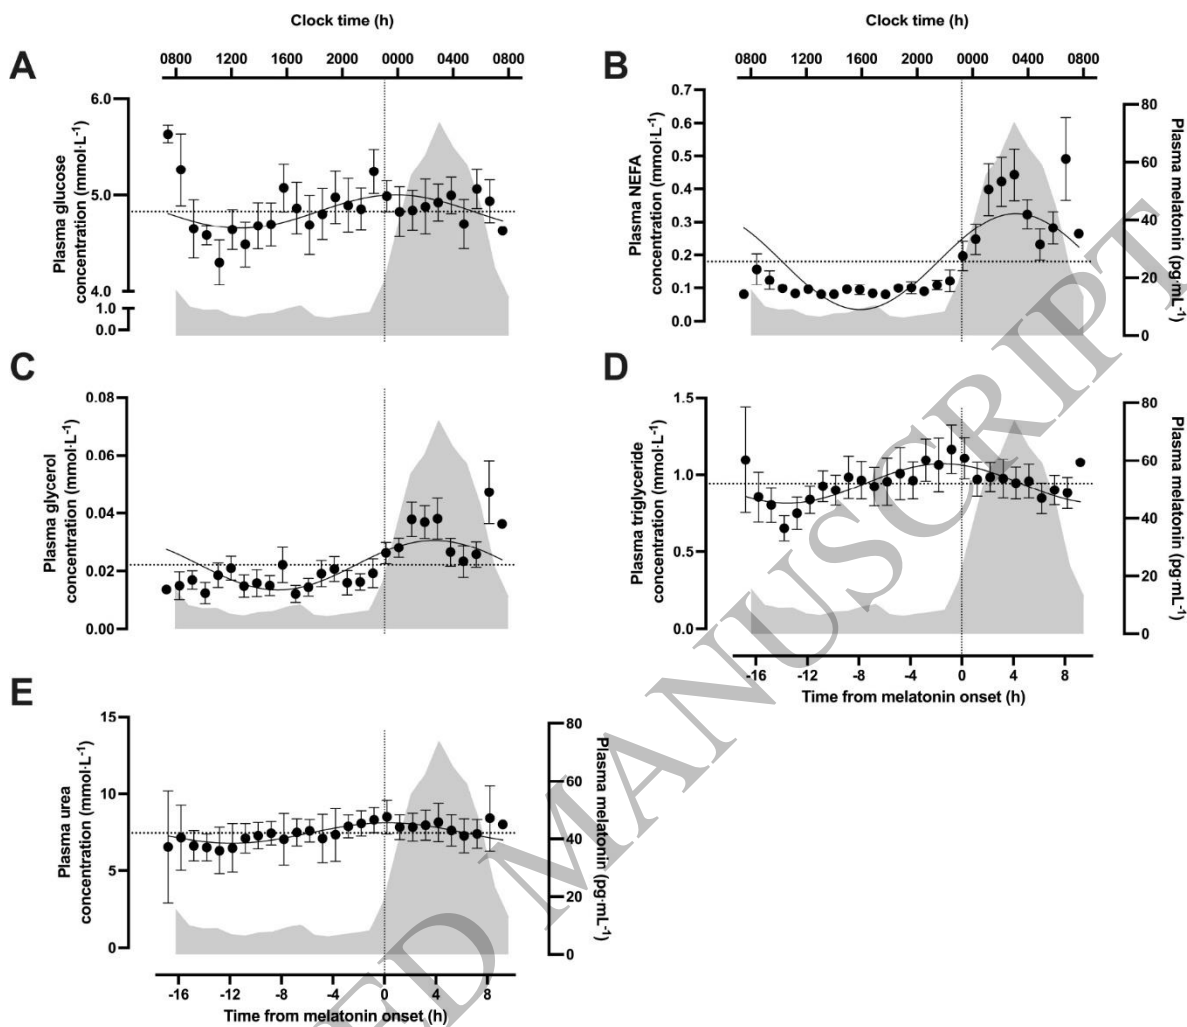 Clock time (h)
Clock time (h)
A
0800 1200 1600 2000 0000 0400 0800
B
0800 1200 1600 2000 0000 0400 0800
Plasma glucose
concentration (mmol·L⁻¹)
6.0
5.0
4.0
1.0
0.0
Plasma NEFA
concentration (mmol·L⁻¹)
0.7
0.6
0.5
0.4
0.3
0.2
0.1
0.0
80
60
40
20
0
Plasma melatonin (pg·mL⁻¹)
C
Plasma glycerol
concentration (mmol·L⁻¹)
0.08
0.06
0.04
0.02
0.00
D
Plasma triglyceride
concentration (mmol·L⁻¹)
1.5
1.0
0.5
0.0
80
60
40
20
0
Plasma melatonin (pg·mL⁻¹)
-16 -12 -8 -4 0 4 8
Time from melatonin onset (h)
E
Plasma urea
concentration (mmol·L⁻¹)
15
10
5
0
80
60
40
20
0
Plasma melatonin (pg·mL⁻¹)
-16 -12 -8 -4 0 4 8
Time from melatonin onset (h)
ED MANUSCRIPT